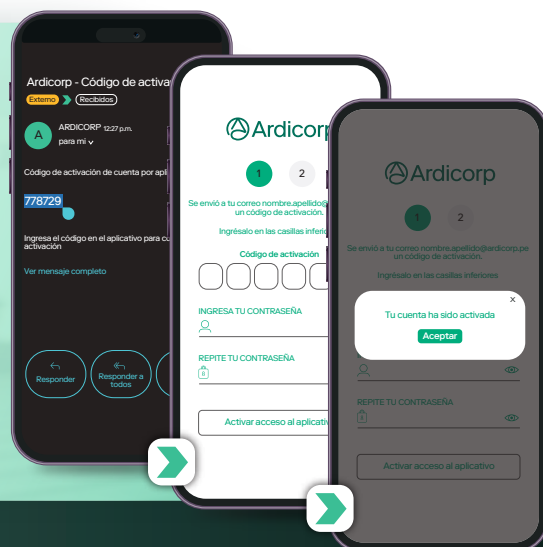 Ardicorp - Código de activa
Externo
Recibidos
A
ARDICORP 12:27 p.m.
para mi
Código de activación de cuenta por apli
778729
Ingresa el código en el aplicativo para cu
activación
Ver mensaje completo
Responder
Responder a
todos
Ardicorp
1
2
Se envió a tu correo nombre.apellido@
un código de activación.
Ingrésalo en las casillas inferio
Código de activación
INGRESA TU CONTRASEÑA
REPITE TU CONTRASEÑA
Activar acceso al aplicativ
Ardicorp
1
2
Se envió a tu correo nombre.apellido@ardicorp.pe
un código de activación.
Ingrésalo en las casillas inferiores
x
Tu cuenta ha sido activada
Aceptar
REPITE TU CONTRASEÑA
Activar acceso al aplicativo